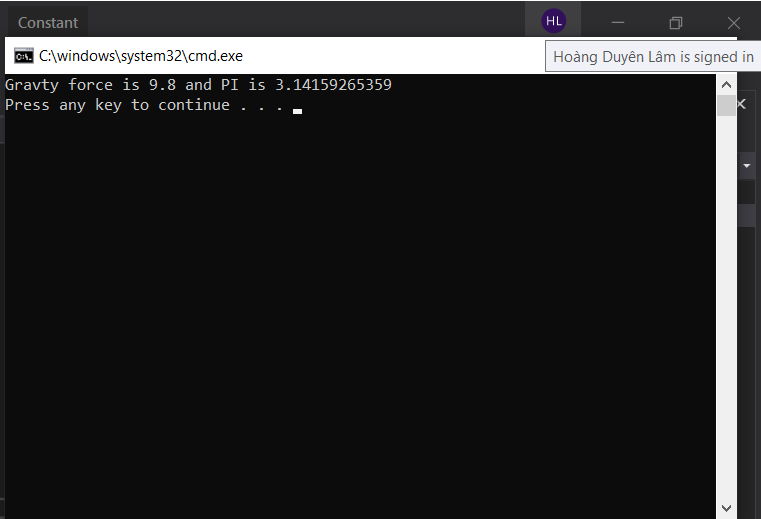 Constant
HL
C:\windows\system32\cmd.exe
Hoàng Duyên Lâm is signed in
Gravty force is 9.8 and PI is 3.14159265359
Press any key to continue . . .